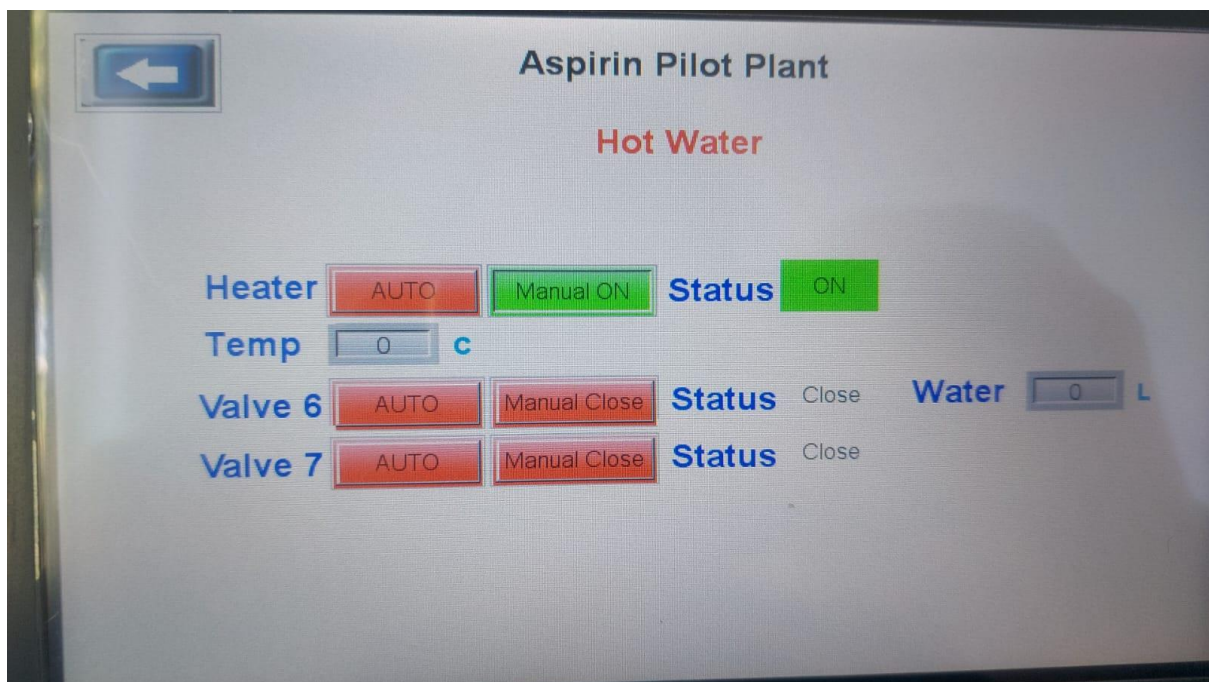 Aspirin Pilot Plant
Hot Water
Heater AUTO Manual ON Status ON
Temp 0 C
Valve 6 AUTO Manual Close Status Close Water 0 L
Valve 7 AUTO Manual Close Status Close